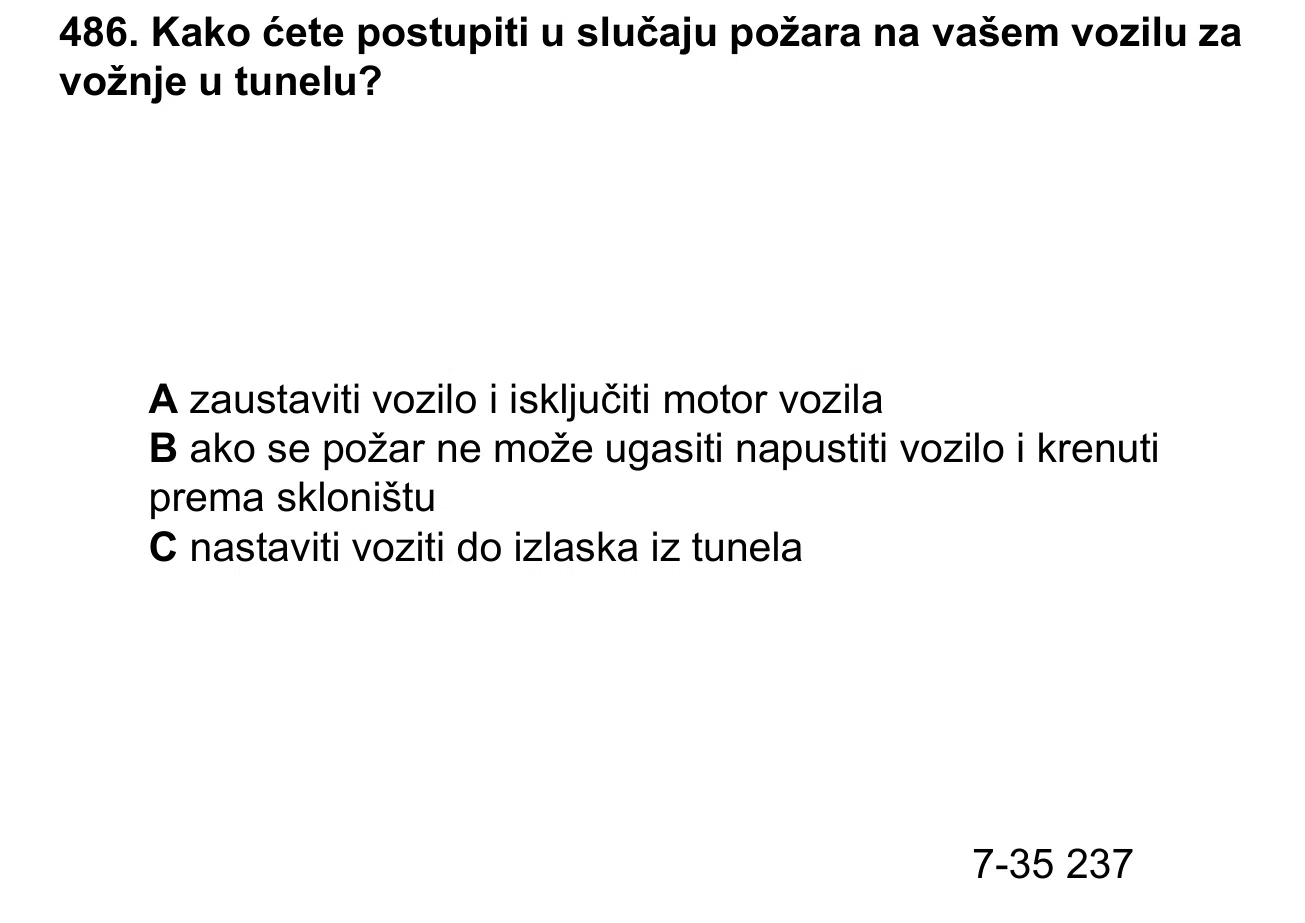 486. Kako ćete postupiti u slučaju požara na vašem vozilu za
vožnje u tunelu?
A zaustaviti vozilo i isključiti motor vozila
B ako se požar ne može ugasiti napustiti vozilo i krenuti
prema skloništu
C nastaviti voziti do izlaska iz tunela
7-35 237